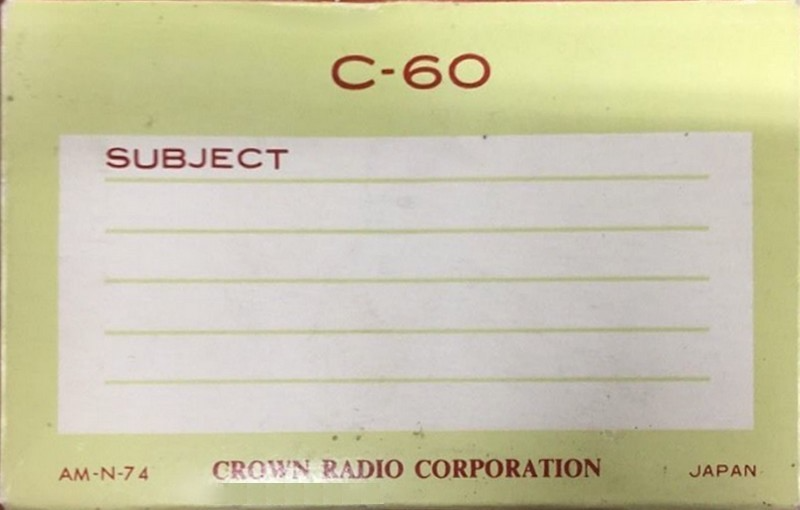 C-60
SUBJECT
AM-N-74 CROWN RADIO CORPORATION JAPAN